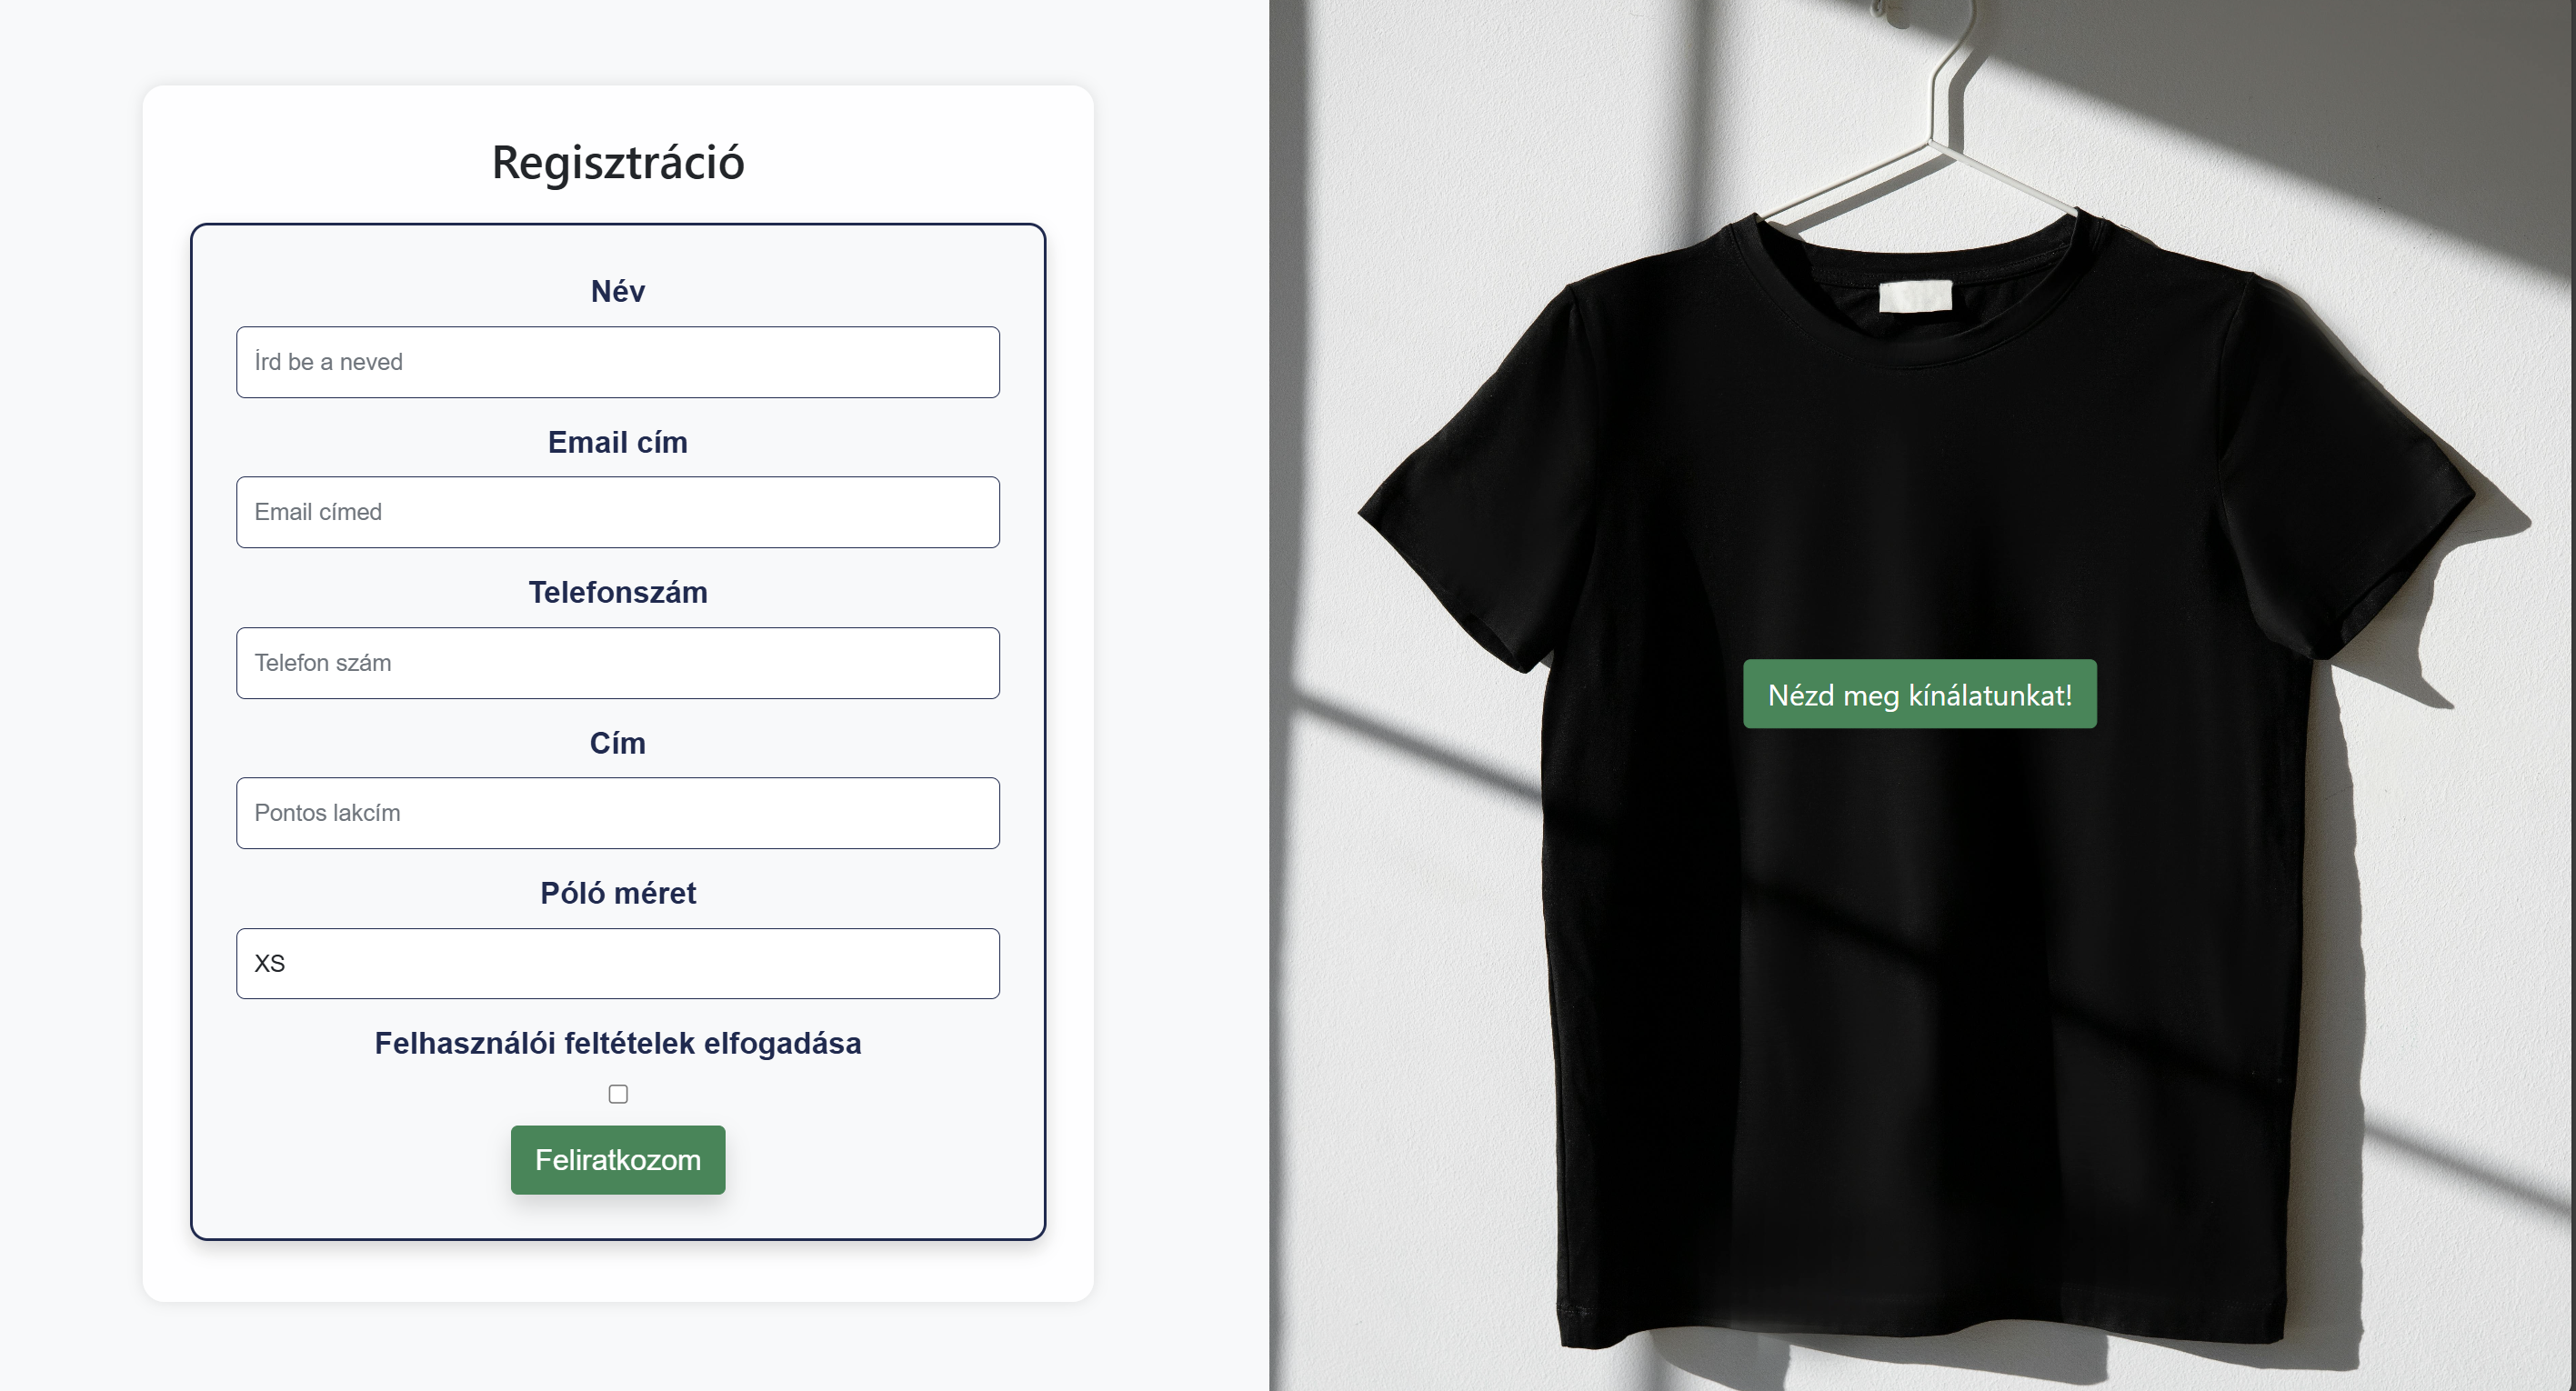 Regisztráció
Név
Írd be a neved
Email cím
Email címed
Telefonszám
Telefon szám
Cím
Pontos lakcím
Póló méret
XS
Felhasználói feltételek elfogadása
Feliratkozom
Nézd meg kínálatunkat!